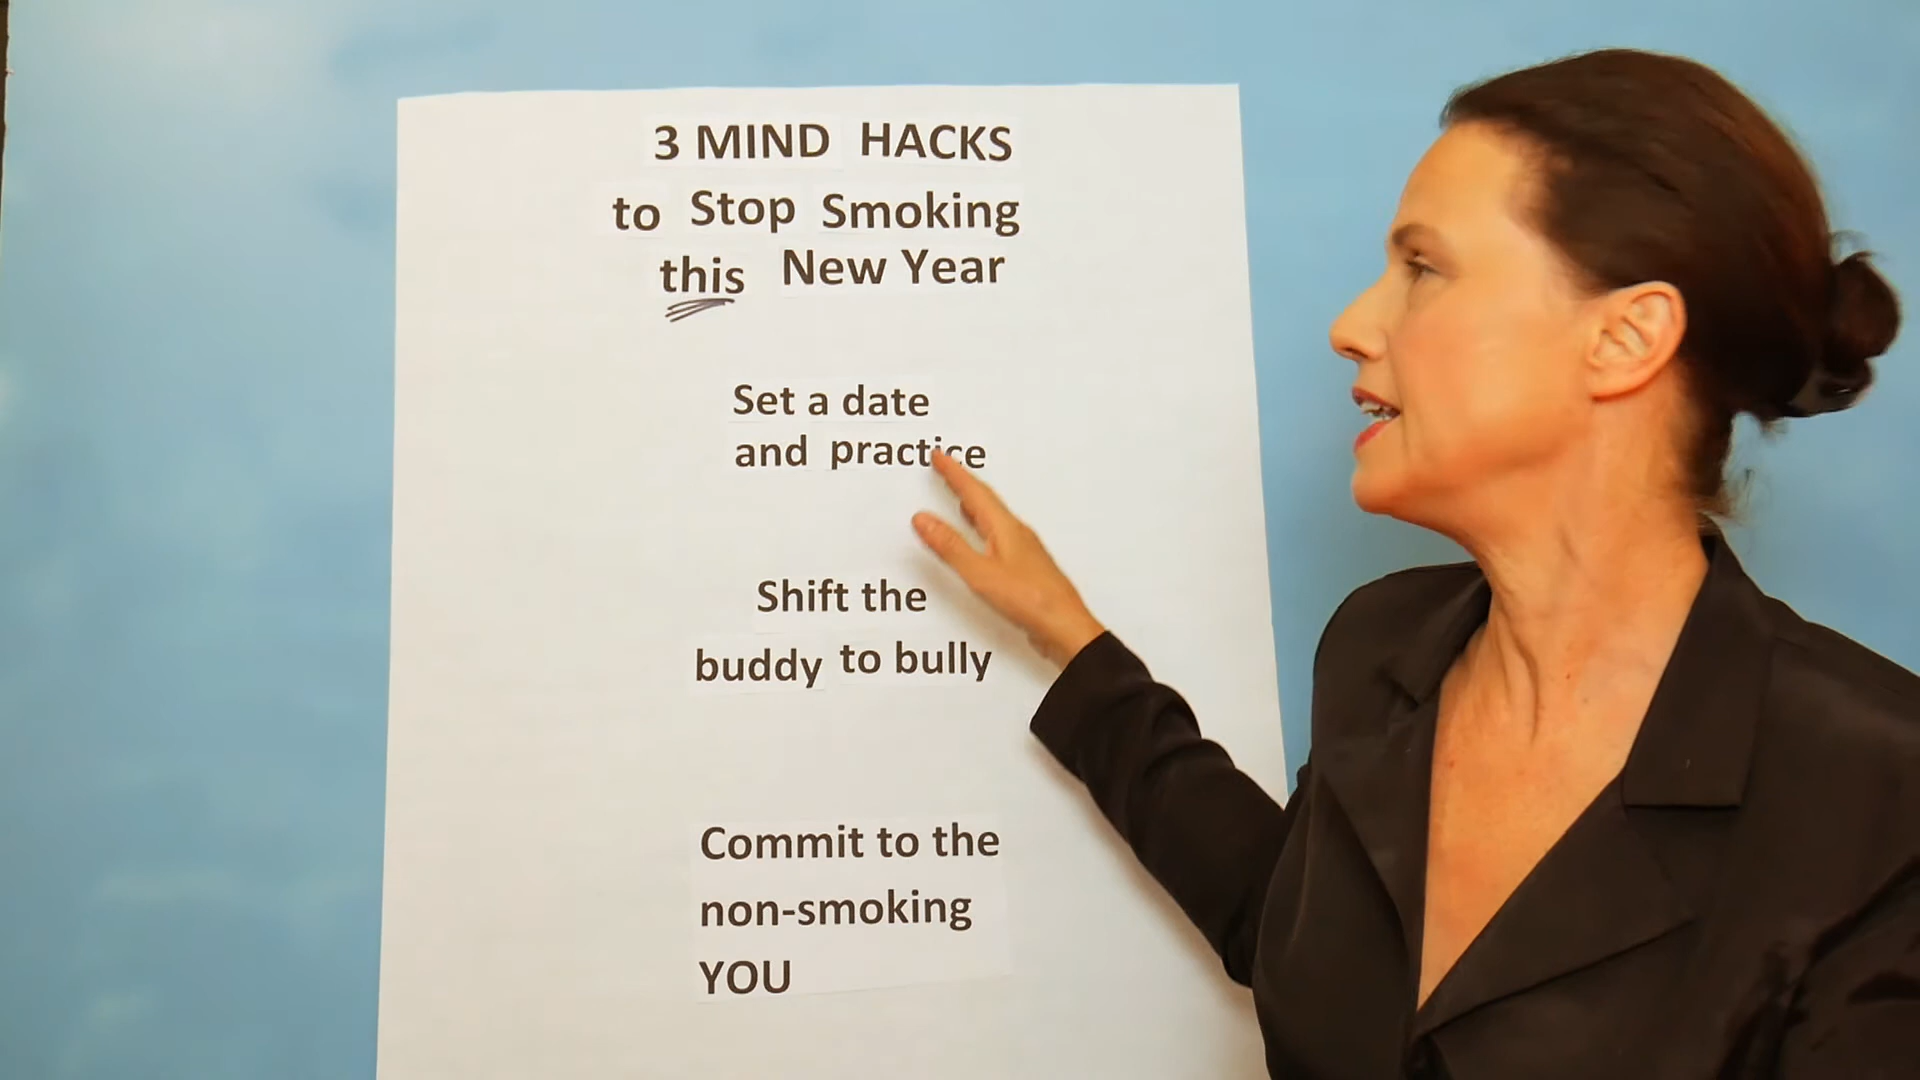 3 MIND HACKS
to Stop Smoking
this New Year
Set a date
and practice
Shift the
buddy to bully
Commit to the
non-smoking
YOU